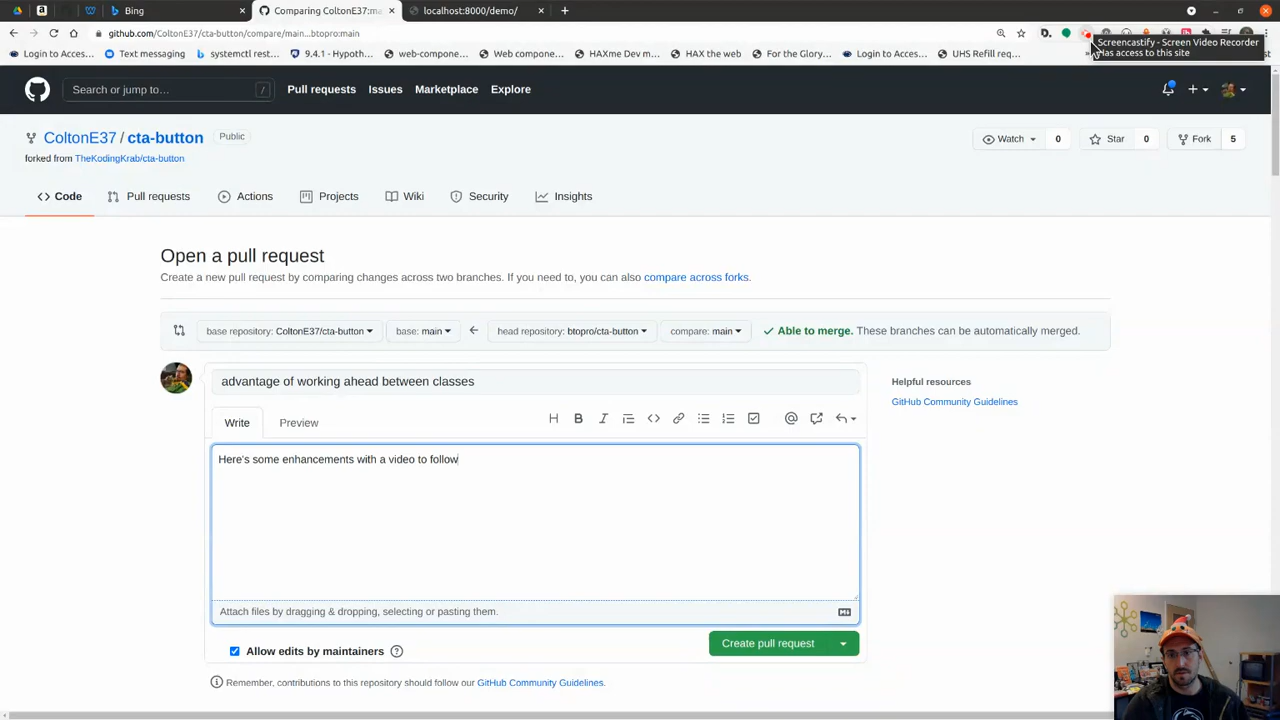 Bing
Comparing ColtonE37:ma
localhost:8000/demo/
github.com/ColtonE37/cta-button/compare/main...btopro:main
Login to Acces...
Text messaging
systemctl rest...
9.4.1 - Hypoth...
web-compone...
HAXme Dev m...
HAX the web
For the Glory...
Login to Acces...
UHS Refill req...
Screencastify - Screen Video Recorder
Has access to this site
Search or jump to...
/
Pull requests
Issues
Marketplace
Explore
ColtonE37 / cta-button
Public
Watch
0
Star
0
Fork
5
forked from TheKodingKrab/cta-button
Code
Pull requests
Actions
Projects
Wiki
Security
Insights
Open a pull request
Create a new pull request by comparing changes across two branches. If you need to, you can also compare across forks.
base repository: ColtonE37/cta-button
base: main
head repository: btopro/cta-button
compare: main
Able to merge. These branches can be automatically merged.
advantage of working ahead between classes
Helpful resources
GitHub Community Guidelines
Write
Preview
Here's some enhancements with a video to follow
Attach files by dragging & dropping, selecting or pasting them.
Allow edits by maintainers
Create pull request
Remember, contributions to this repository should follow our GitHub Community Guidelines.